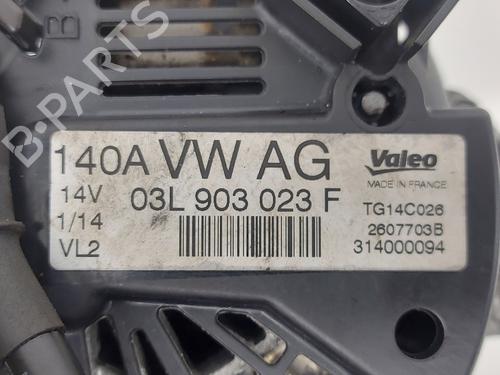 B
B-PARTS
140A VW AG Valeo
MADE IN FRANCE
14V 03L 903 023 F TG14C026
1/14 2607703B
VL2 314000094